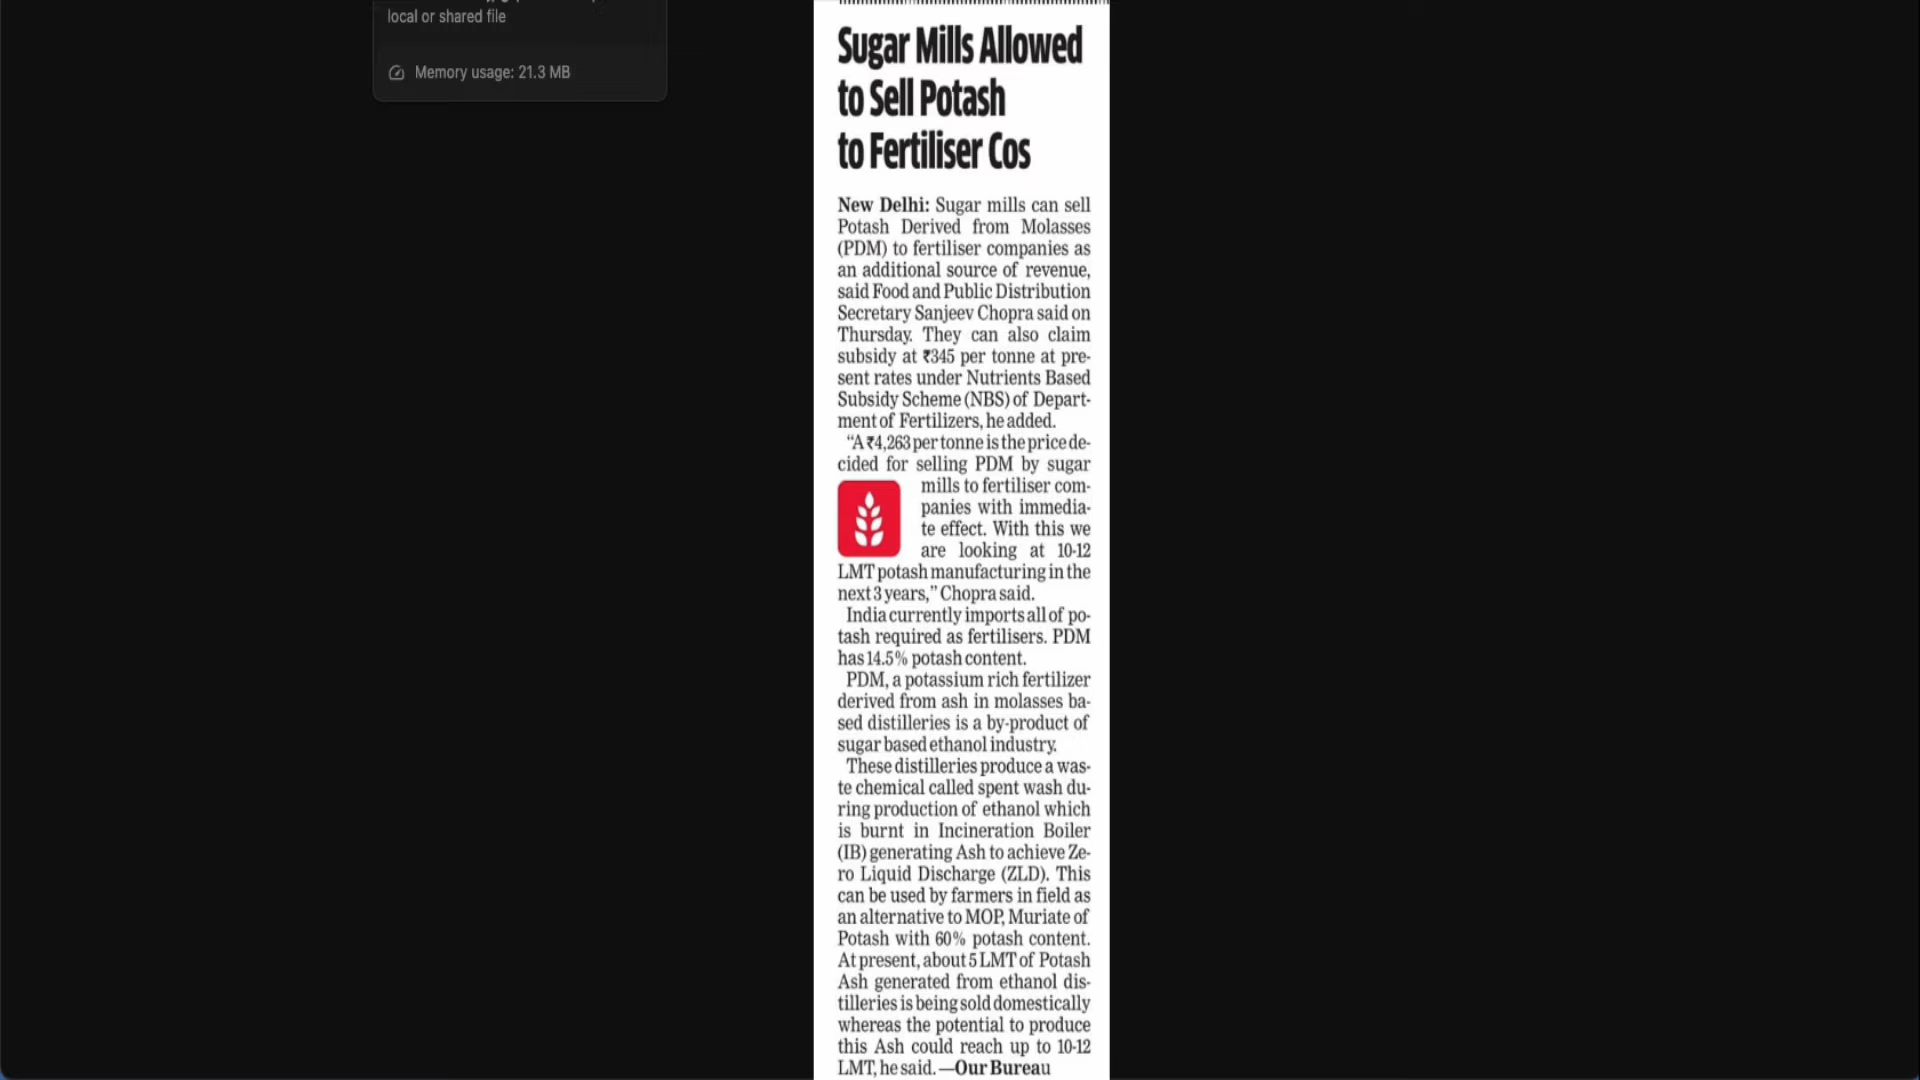 local or shared file
Memory usage: 21.3 MB
Sugar Mills Allowed
to Sell Potash
to Fertiliser Cos
New Delhi: Sugar mills can sell
Potash Derived from Molasses
(PDM) to fertiliser companies as
an additional source of revenue,
said Food and Public Distribution
Secretary Sanjeev Chopra said on
Thursday. They can also claim
subsidy at ₹345 per tonne at pre-
sent rates under Nutrients Based
Subsidy Scheme (NBS) of Depart-
ment of Fertilizers, he added.
“A ₹4,263 per tonne is the price de-
cided for selling PDM by sugar
mills to fertiliser com-
panies with immedia-
te effect. With this we
are looking at 10-12
LMT potash manufacturing in the
next 3 years,” Chopra said.
India currently imports all of po-
tash required as fertilisers. PDM
has 14.5% potash content.
PDM, a potassium rich fertilizer
derived from ash in molasses ba-
sed distilleries is a by-product of
sugar based ethanol industry.
These distilleries produce a was-
te chemical called spent wash du-
ring production of ethanol which
is burnt in Incineration Boiler
(IB) generating Ash to achieve Ze-
ro Liquid Discharge (ZLD). This
can be used by farmers in field as
an alternative to MOP, Muriate of
Potash with 60% potash content.
At present, about 5 LMT of Potash
Ash generated from ethanol dis-
tilleries is being sold domestically
whereas the potential to produce
this Ash could reach up to 10-12
LMT, he said. —Our Bureau